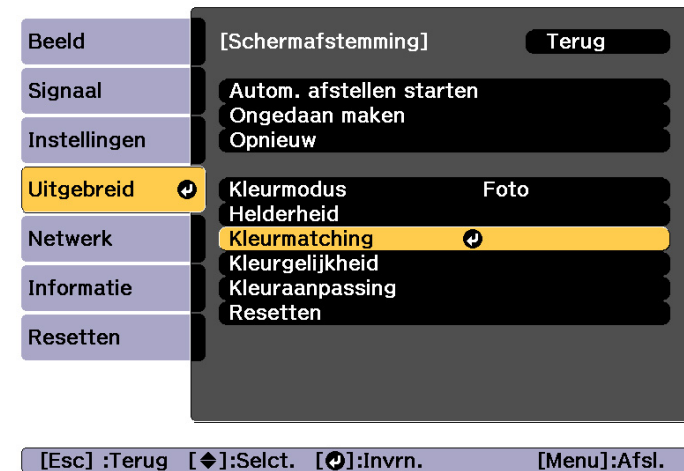 Beeld
Signaal
Instellingen
Uitgebreid
Netwerk
Informatie
Resetten
[Schermafstemming] Terug
Autom. afstellen starten
Ongedaan maken
Opnieuw
Kleurmodus Foto
Helderheid
Kleurmatching
Kleurgelijkheid
Kleuraanpassing
Resetten
[Esc] :Terug [◆]:Selct. [↵]:Invrn. [Menu]:Afsl.